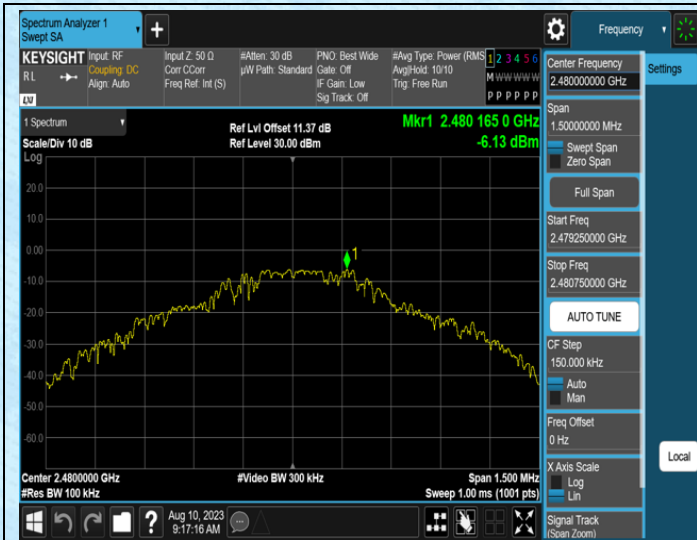 Spectrum Analyzer 1
Swept SA
Frequency
KEYSIGHT
RL
LXI
Input: RF
Coupling: DC
Align: Auto
Input Z: 50 Ω
Corr CCorr
Freq Ref: Int (S)
#Atten: 30 dB
µW Path: Standard
PNO: Best Wide
Gate: Off
IF Gain: Low
Sig Track: Off
#Avg Type: Power (RMS
Avg|Hold: 10/10
Trig: Free Run
1 2 3 4 5 6
M W W W W W
P P P P P P
1 Spectrum
Scale/Div 10 dB
Log
Ref Lvl Offset 11.37 dB
Ref Level 30.00 dBm
Mkr1 2.480 165 0 GHz
-6.13 dBm
20.0
10.0
0.00
-10.0
-20.0
-30.0
-40.0
-50.0
-60.0
1
Center 2.4800000 GHz
#Res BW 100 kHz
#Video BW 300 kHz
Span 1.500 MHz
Sweep 1.00 ms (1001 pts)
Aug 10, 2023
9:17:16 AM
Center Frequency
2.480000000 GHz
Span
1.50000000 MHz
Swept Span
Zero Span
Full Span
Start Freq
2.479250000 GHz
Stop Freq
2.480750000 GHz
AUTO TUNE
CF Step
150.000 kHz
Auto
Man
Freq Offset
0 Hz
X Axis Scale
Log
Lin
Signal Track
(Span Zoom)
Settings
Local